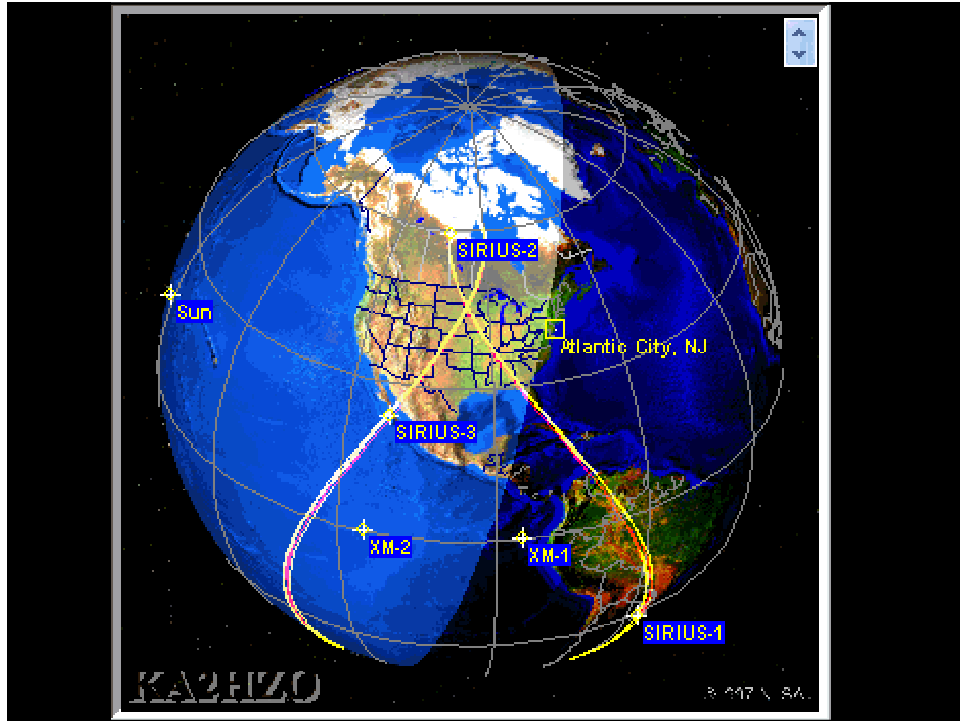 SIRIUS-2
Sun
Atlantic City, NJ
SIRIUS-3
XM-2
XM-1
SIRIUS-1
KA2HZO